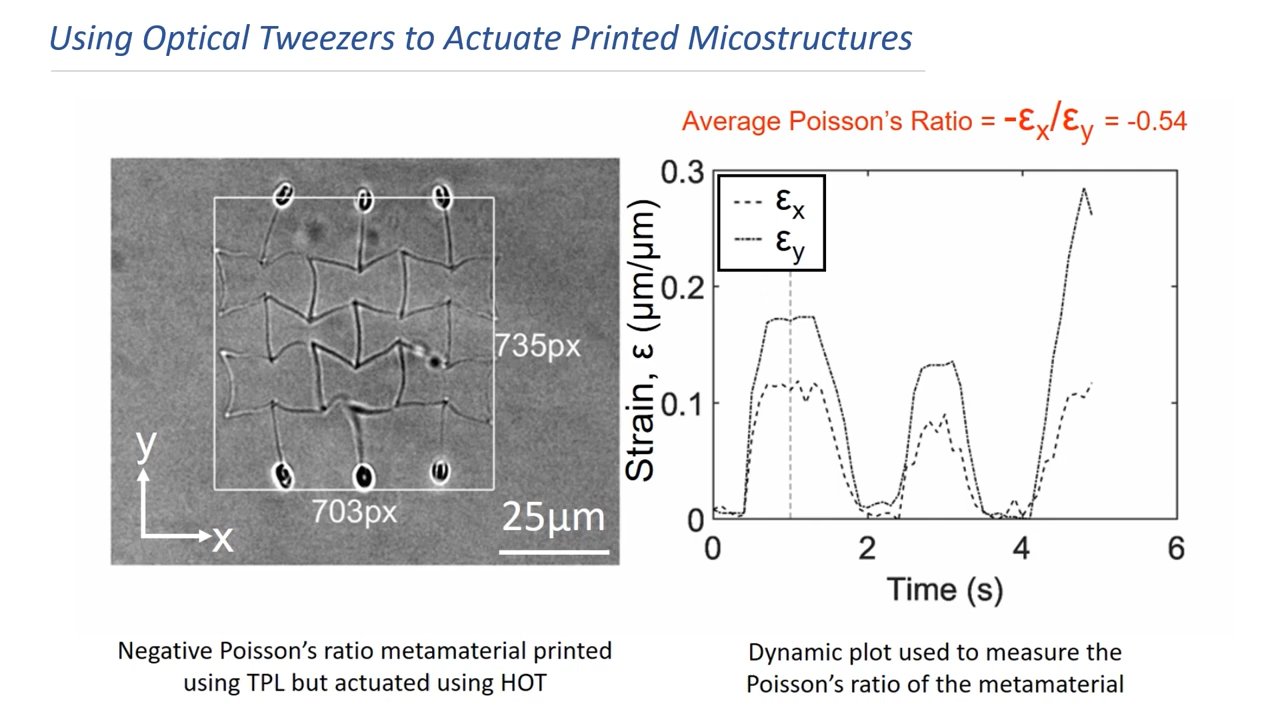 Using Optical Tweezers to Actuate Printed Micostructures
Average Poisson's Ratio = -εx/εy = -0.54
735px
703px
25μm
y
x
Strain, ε (μm/μm)
0.3
0.2
0.1
0
εx
εy
0
2
4
6
Time (s)
Negative Poisson's ratio metamaterial printed
using TPL but actuated using HOT
Dynamic plot used to measure the
Poisson's ratio of the metamaterial